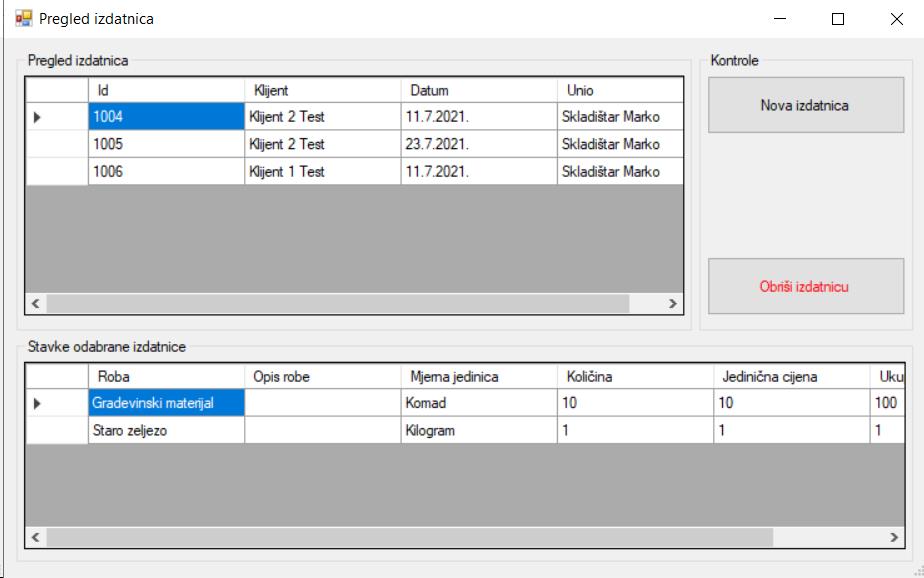 Pregled izdatnica
Pregled izdatnica
Kontrole
Id Klijent Datum Unio
1004 Klijent 2 Test 11.7.2021. Skladištar Marko
1005 Klijent 2 Test 23.7.2021. Skladištar Marko
1006 Klijent 1 Test 11.7.2021. Skladištar Marko
Nova izdatnica
Obriši izdatnicu
Stavke odabrane izdatnice
Roba Opis robe Mjerna jedinica Količina Jedinična cijena Uku
Građevinski materijal Komad 10 10 100
Staro zeljezo Kilogram 1 1 1